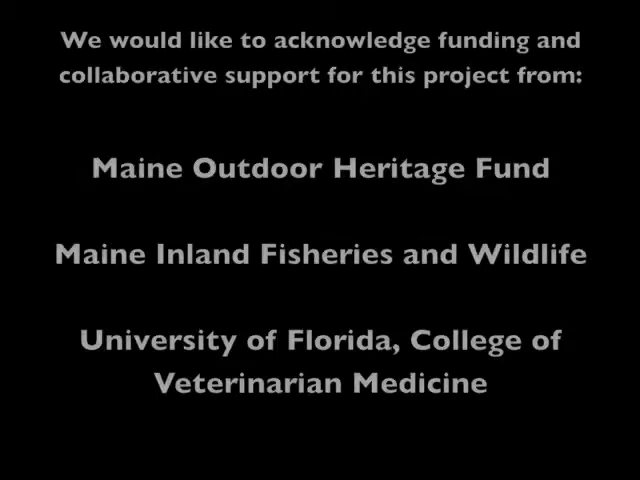 We would like to acknowledge funding and
collaborative support for this project from:
Maine Outdoor Heritage Fund
Maine Inland Fisheries and Wildlife
University of Florida, College of
Veterinarian Medicine